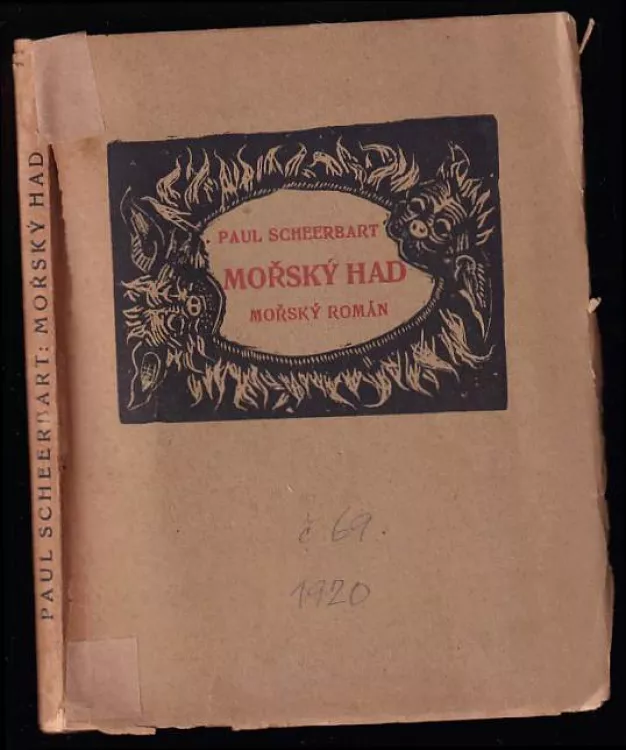 PAUL SCHEERBART: MOŘSKÝ HAD
PAUL SCHEERBART
MOŘSKÝ HAD
MOŘSKÝ ROMÁN
č 69.
1920